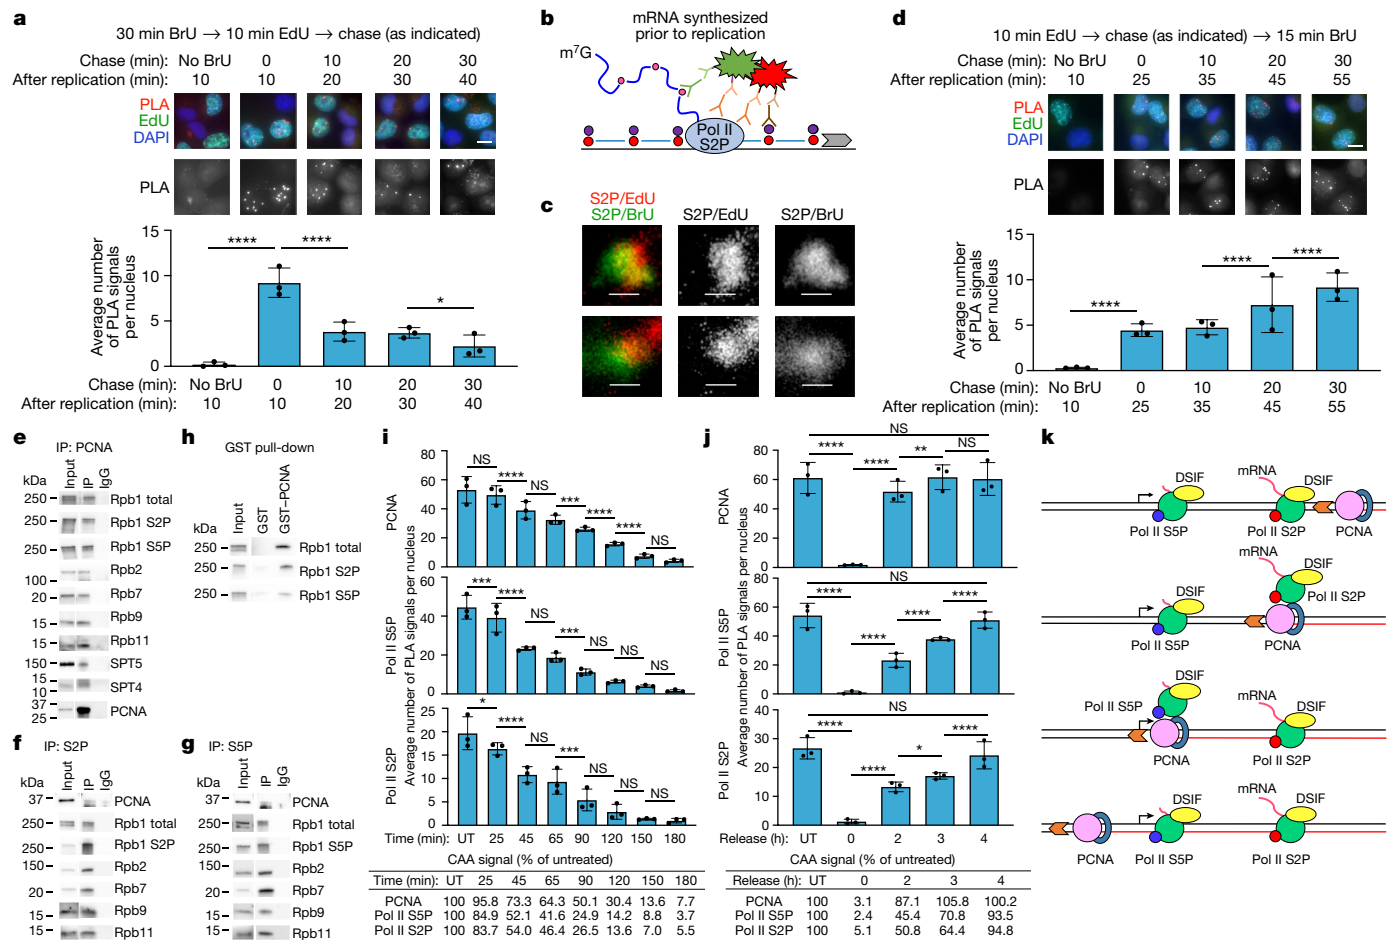 a
30 min BrU → 10 min EdU → chase (as indicated)
Chase (min): No BrU 0 10 20 30
After replication (min): 10 10 20 30 40
PLA
EdU
DAPI
PLA
Average number
of PLA signals
per nucleus
15
10
5
0
**** **** *
Chase (min): No BrU 0 10 20 30
After replication (min): 10 10 20 30 40
b
mRNA synthesized
prior to replication
m⁷G
Pol II
S2P
c
S2P/EdU
S2P/BrU S2P/EdU S2P/BrU
d
10 min EdU → chase (as indicated) → 15 min BrU
Chase (min): No BrU 0 10 20 30
After replication (min): 10 25 35 45 55
PLA
EdU
DAPI
PLA
Average number
of PLA signals
per nucleus
15
10
5
0
**** **** ****
Chase (min): No BrU 0 10 20 30
After replication (min): 10 25 35 45 55
e
IP: PCNA
kDa Input IP IgG
250 Rpb1 total
250 Rpb1 S2P
250 Rpb1 S5P
Rpb2
100
20 Rpb7
Rpb9
15
15 Rpb11
150 SPT5
15 SPT4
10
37 PCNA
25
f
IP: S2P
kDa Input IP IgG
37 PCNA
250 Rpb1 total
250 Rpb1 S2P
150 Rpb2
20 Rpb7
15 Rpb9
15 Rpb11
g
IP: S5P
kDa Input IP IgG
37 PCNA
250 Rpb1 total
250 Rpb1 S5P
150 Rpb2
20 Rpb7
15 Rpb9
15 Rpb11
h
GST pull-down
kDa Input GST GST–PCNA
250 Rpb1 total
250 Rpb1 S2P
250 Rpb1 S5P
i
Average number of PLA signals per nucleus
PCNA
80
60
40
20
0
NS **** NS *** **** **** NS
Pol II S5P
60
40
20
0
*** **** NS *** NS NS NS
Pol II S2P
25
20
15
10
5
0
* **** NS *** NS NS NS
Time (min): UT 25 45 65 90 120 150 180
CAA signal (% of untreated)
Time (min): UT 25 45 65 90 120 150 180
PCNA 100 95.8 73.3 64.3 50.1 30.4 13.6 7.7
Pol II S5P 100 84.9 52.1 41.6 24.9 14.2 8.8 3.7
Pol II S2P 100 83.7 54.0 46.4 26.5 13.6 7.0 5.5
j
Average number of PLA signals per nucleus
PCNA
80
60
40
20
0
NS
**** **** ** NS
Pol II S5P
80
60
40
20
0
NS
**** **** *** ****
Pol II S2P
40
30
20
10
0
NS
**** **** * ****
Release (h): UT 0 2 3 4
CAA signal (% of untreated)
Release (h): UT 0 2 3 4
PCNA 100 3.1 87.1 105.8 100.2
Pol II S5P 100 2.4 45.4 70.8 93.5
Pol II S2P 100 5.1 50.8 64.4 94.8
k
DSIF mRNA DSIF
Pol II S5P Pol II S2P PCNA
mRNA
DSIF
DSIF Pol II S2P
Pol II S5P PCNA
DSIF
Pol II S5P mRNA DSIF
PCNA Pol II S2P
DSIF mRNA DSIF
PCNA Pol II S5P Pol II S2P